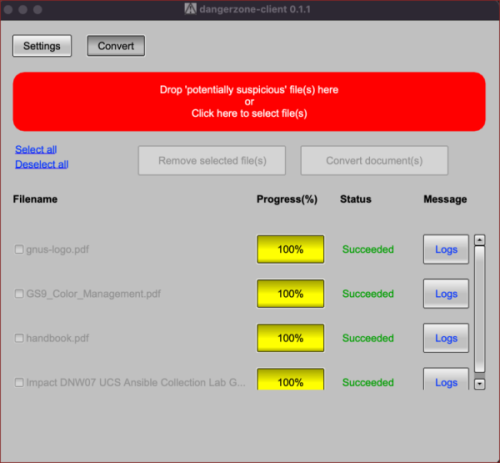 dangerzone-client 0.1.1
Settings Convert
Drop 'potentially suspicious' file(s) here
or
Click here to select file(s)
Select all
Deselect all
Remove selected file(s) Convert document(s)
Filename Progress(%) Status Message
gnus-logo.pdf 100% Succeeded Logs
GS9_Color_Management.pdf 100% Succeeded Logs
handbook.pdf 100% Succeeded Logs
Impact DNW07 UCS Ansible Collection Lab G... 100% Succeeded Logs